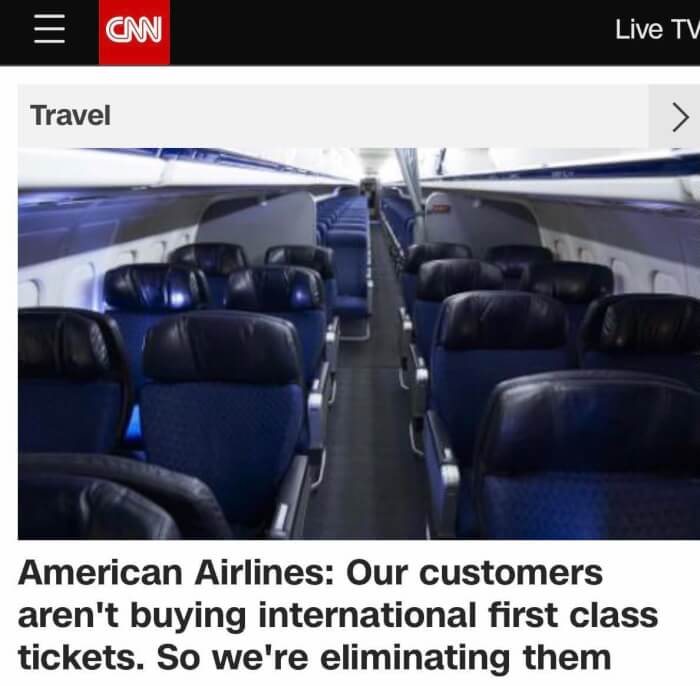 CNN
Live TV
Travel
American Airlines: Our customers
aren't buying international first class
tickets. So we're eliminating them